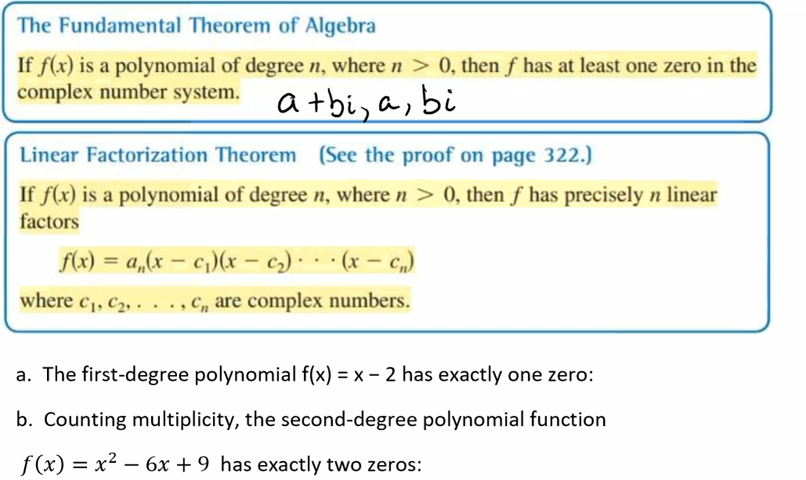 The Fundamental Theorem of Algebra
If f(x) is a polynomial of degree n, where n > 0, then f has at least one zero in the
complex number system.
a+bi, a, bi
Linear Factorization Theorem (See the proof on page 322.)
If f(x) is a polynomial of degree n, where n > 0, then f has precisely n linear
factors
f(x) = aₙ(x − c₁)(x − c₂) · · · (x − cₙ)
where c₁, c₂, . . . , cₙ are complex numbers.
a. The first-degree polynomial f(x) = x – 2 has exactly one zero:
b. Counting multiplicity, the second-degree polynomial function
f(x) = x² − 6x + 9 has exactly two zeros: